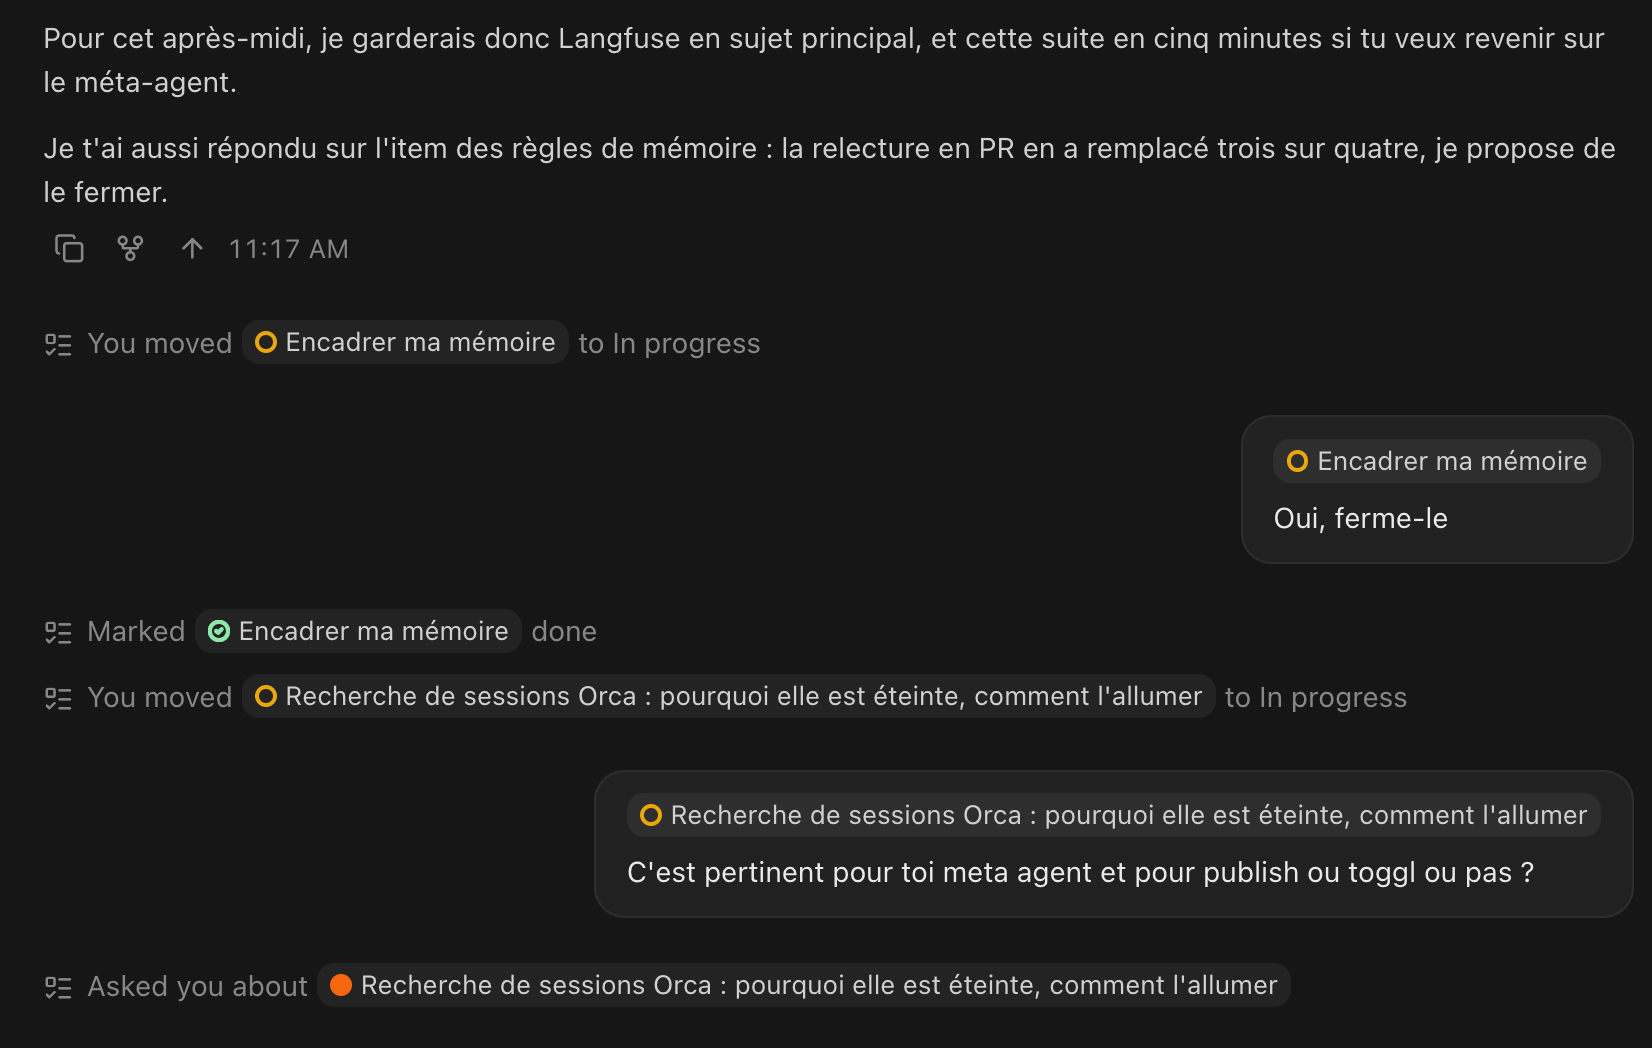 Pour cet après-midi, je garderais donc Langfuse en sujet principal, et cette suite en cinq minutes si tu veux revenir sur
le méta-agent.
Je t'ai aussi répondu sur l'item des règles de mémoire : la relecture en PR en a remplacé trois sur quatre, je propose de
le fermer.
11:17 AM
You moved Encadrer ma mémoire to In progress
Encadrer ma mémoire
Oui, ferme-le
Marked Encadrer ma mémoire done
You moved Recherche de sessions Orca : pourquoi elle est éteinte, comment l'allumer to In progress
Recherche de sessions Orca : pourquoi elle est éteinte, comment l'allumer
C'est pertinent pour toi meta agent et pour publish ou toggl ou pas ?
Asked you about Recherche de sessions Orca : pourquoi elle est éteinte, comment l'allumer